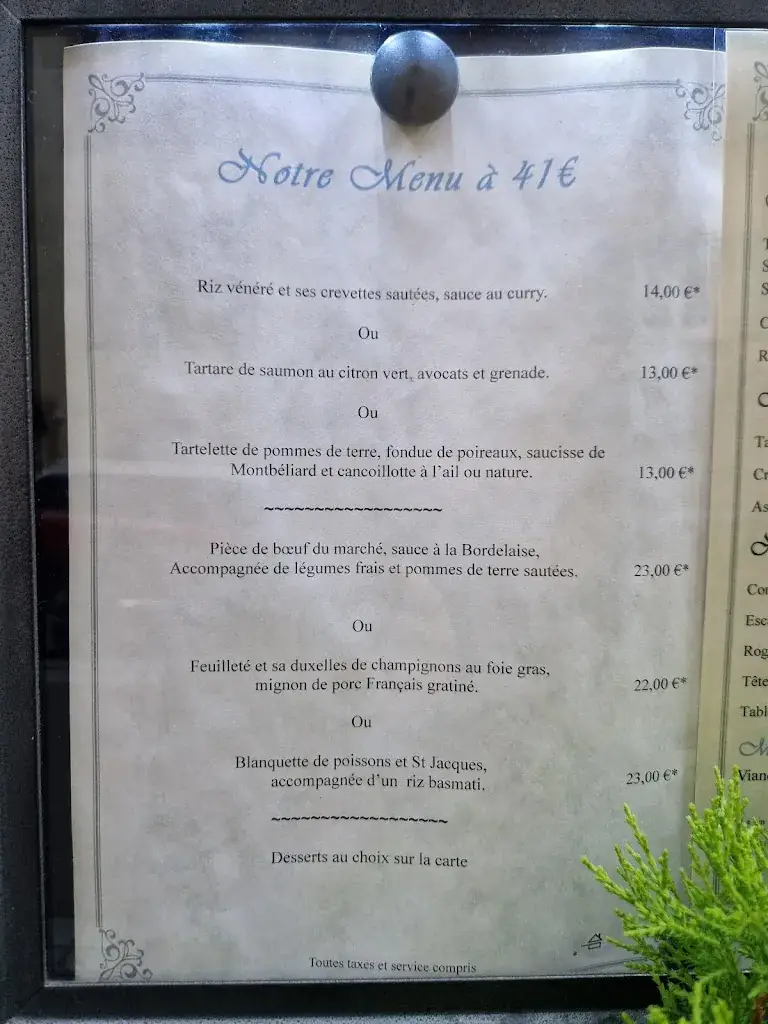 Notre Menu à 41€
Riz vénéré et ses crevettes sautées, sauce au curry. 14,00 €*
Ou
Tartare de saumon au citron vert, avocats et grenade. 13,00 €*
Ou
Tartelette de pommes de terre, fondue de poireaux, saucisse de
Montbéliard et cancoillotte à l'ail ou nature. 13,00 €*
~~~~~~~~~~~~~~~~~~
Pièce de bœuf du marché, sauce à la Bordelaise,
Accompagnée de légumes frais et pommes de terre sautées. 23,00 €*
Ou
Feuilleté et sa duxelles de champignons au foie gras,
mignon de porc Français gratiné. 22,00 €*
Ou
Blanquette de poissons et St Jacques,
accompagnée d'un riz basmati. 23,00 €*
~~~~~~~~~~~~~~~~~~
Desserts au choix sur la carte
Toutes taxes et service compris
Tête